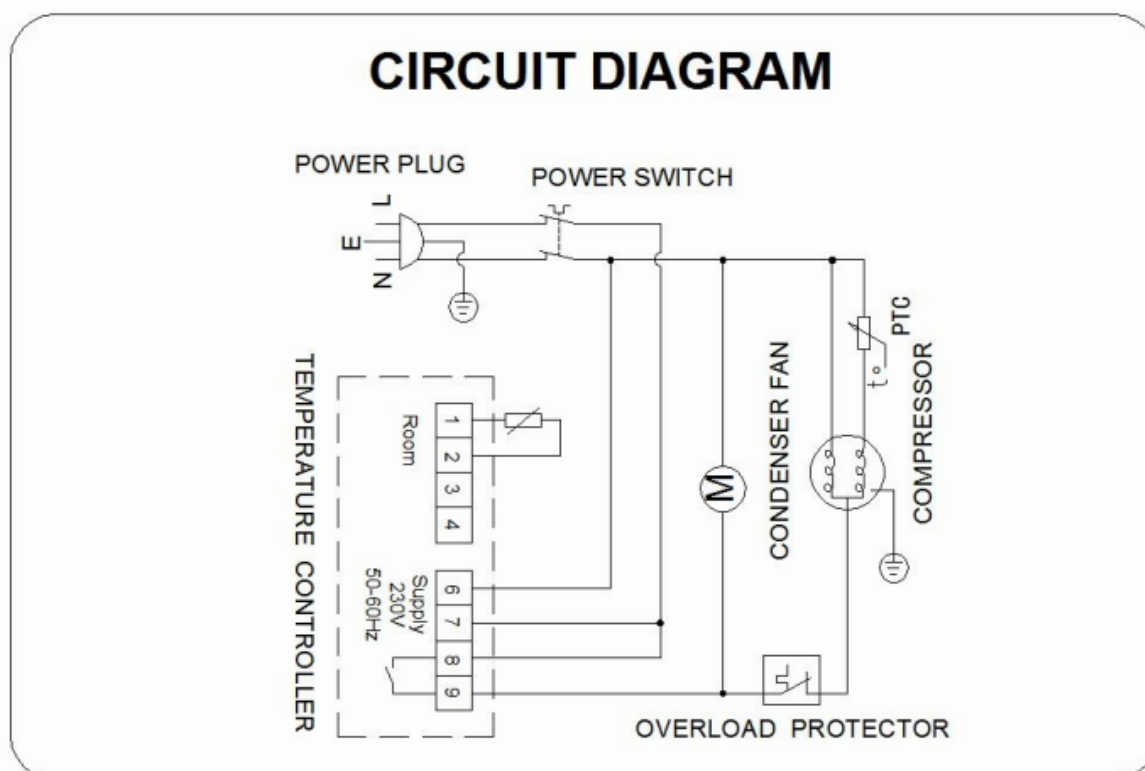 CIRCUIT DIAGRAM
POWER PLUG
POWER SWITCH
L
E
N
TEMPERATURE CONTROLLER
Room
1
2
3
4
Supply
230V
50-60Hz
6
7
8
9
M
CONDENSER FAN
PTC
t°
COMPRESSOR
OVERLOAD PROTECTOR